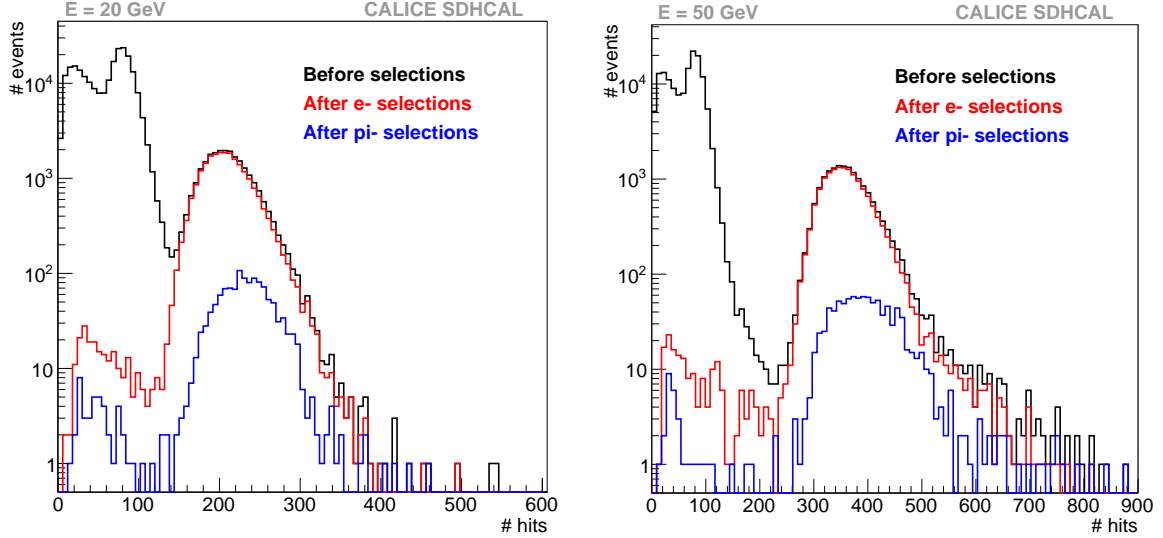 E = 20 GeV CALICE SDHCAL
# events
10^4
10^3
10^2
10
1
Before selections
After e- selections
After pi- selections
0 100 200 300 400 500 600
# hits
E = 50 GeV CALICE SDHCAL
# events
10^4
10^3
10^2
10
1
Before selections
After e- selections
After pi- selections
0 100 200 300 400 500 600 700 800 900
# hits